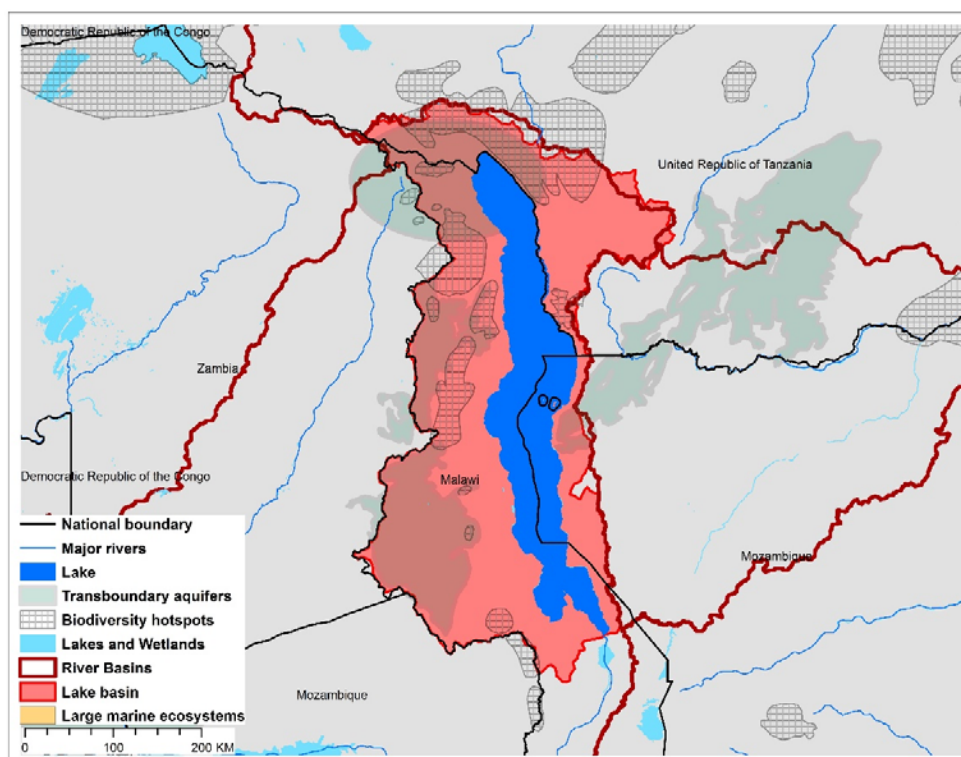 Democratic Republic of the Congo
United Republic of Tanzania
Zambia
Democratic Republic of the Congo
Malawi
Mozambique
Mozambique
National boundary
Major rivers
Lake
Transboundary aquifers
Biodiversity hotspots
Lakes and Wetlands
River Basins
Lake basin
Large marine ecosystems
0 100 200 KM